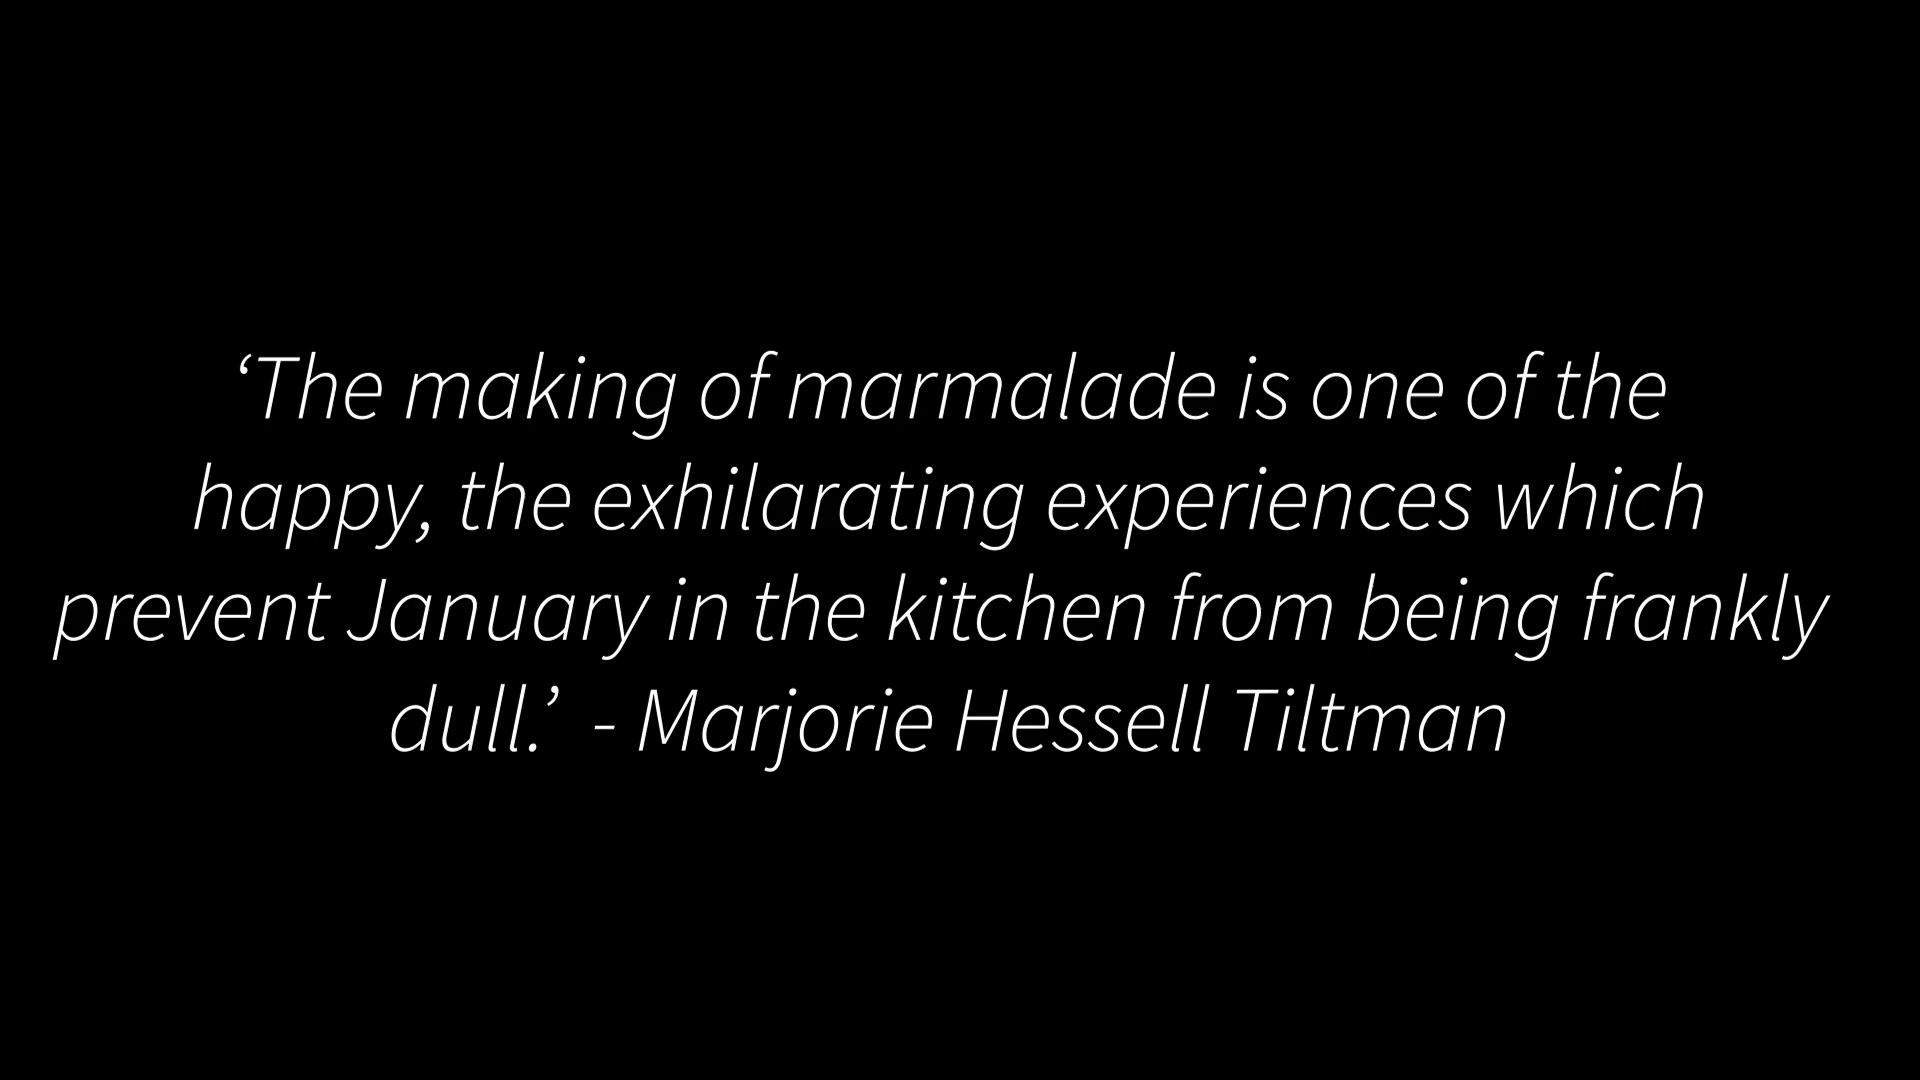 ‘The making of marmalade is one of the
happy, the exhilarating experiences which
prevent January in the kitchen from being frankly
dull.’  - Marjorie Hessell Tiltman